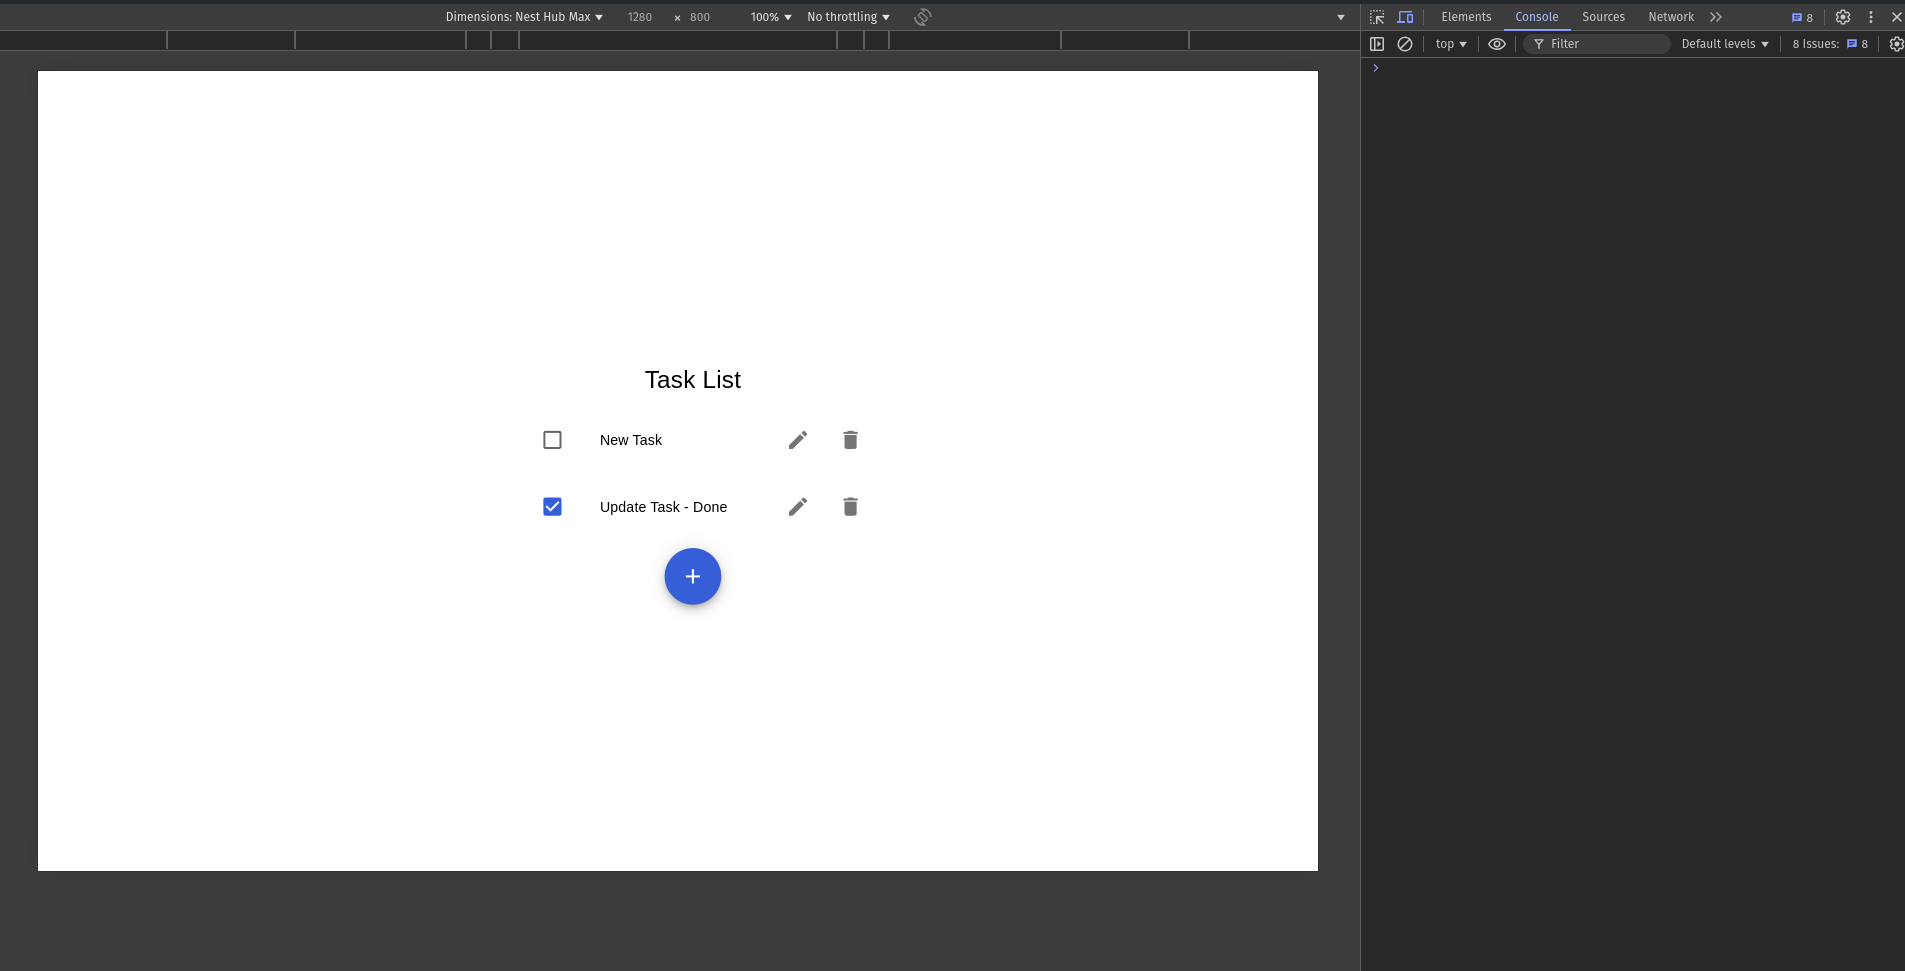 Dimensions: Nest Hub Max 1280 × 800 100% No throttling
Elements Console Sources Network 8
top Filter Default levels 8 Issues: 8
Task List
New Task
Update Task - Done